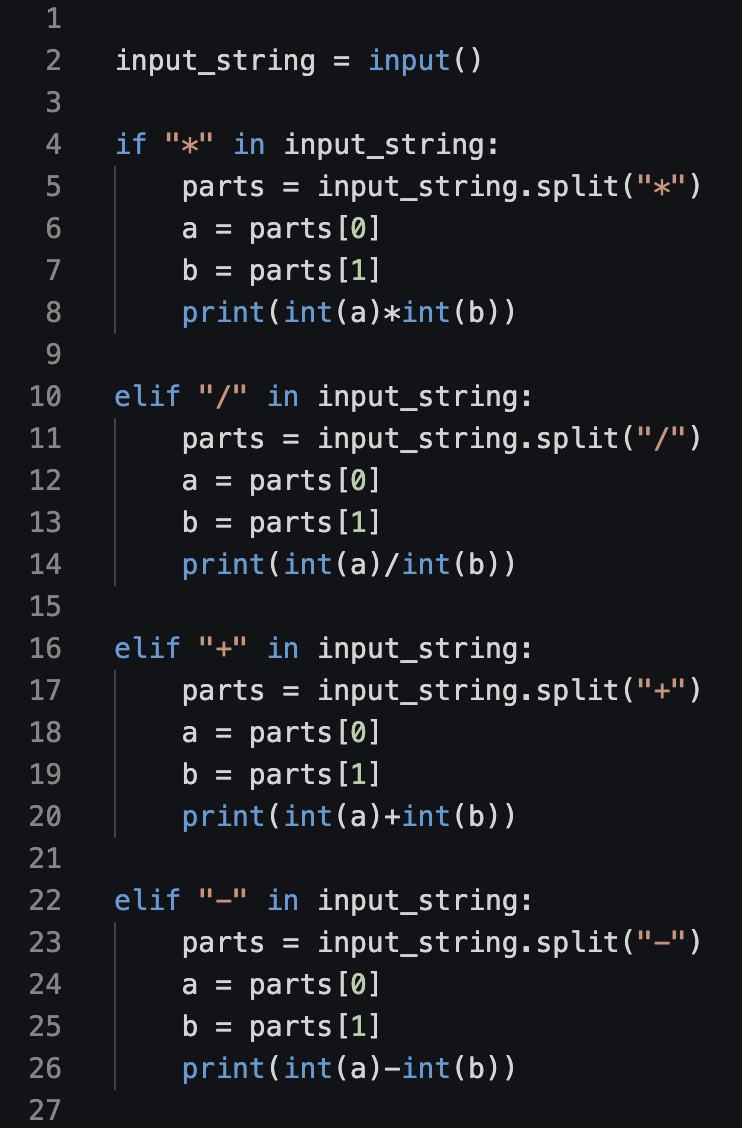 1
2 input_string = input()
3
4 if "*" in input_string:
5     parts = input_string.split("*")
6     a = parts[0]
7     b = parts[1]
8     print(int(a)*int(b))
9
10 elif "/" in input_string:
11     parts = input_string.split("/")
12     a = parts[0]
13     b = parts[1]
14     print(int(a)/int(b))
15
16 elif "+" in input_string:
17     parts = input_string.split("+")
18     a = parts[0]
19     b = parts[1]
20     print(int(a)+int(b))
21
22 elif "-" in input_string:
23     parts = input_string.split("-")
24     a = parts[0]
25     b = parts[1]
26     print(int(a)-int(b))
27